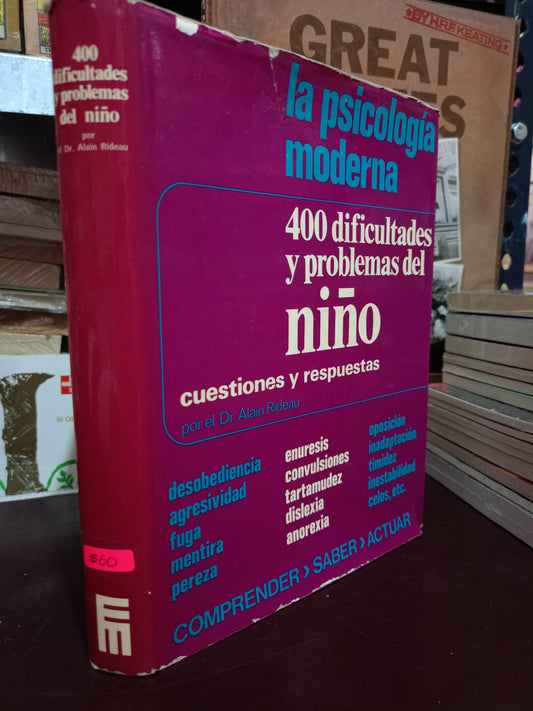 400
dificultades
y problemas
del niño
por
el Dr. Alain Rideau
$60
la psicología
moderna
400 dificultades
y problemas del
niño
cuestiones y respuestas
por el Dr. Alain Rideau
desobediencia
agresividad
fuga
mentira
pereza
enuresis
convulsiones
tartamudez
dislexia
anorexia
oposición
inadaptación
timidez
inestabilidad
celos, etc.
COMPRENDER > SABER > ACTUAR
BY H.R.F. KEATING
GREAT